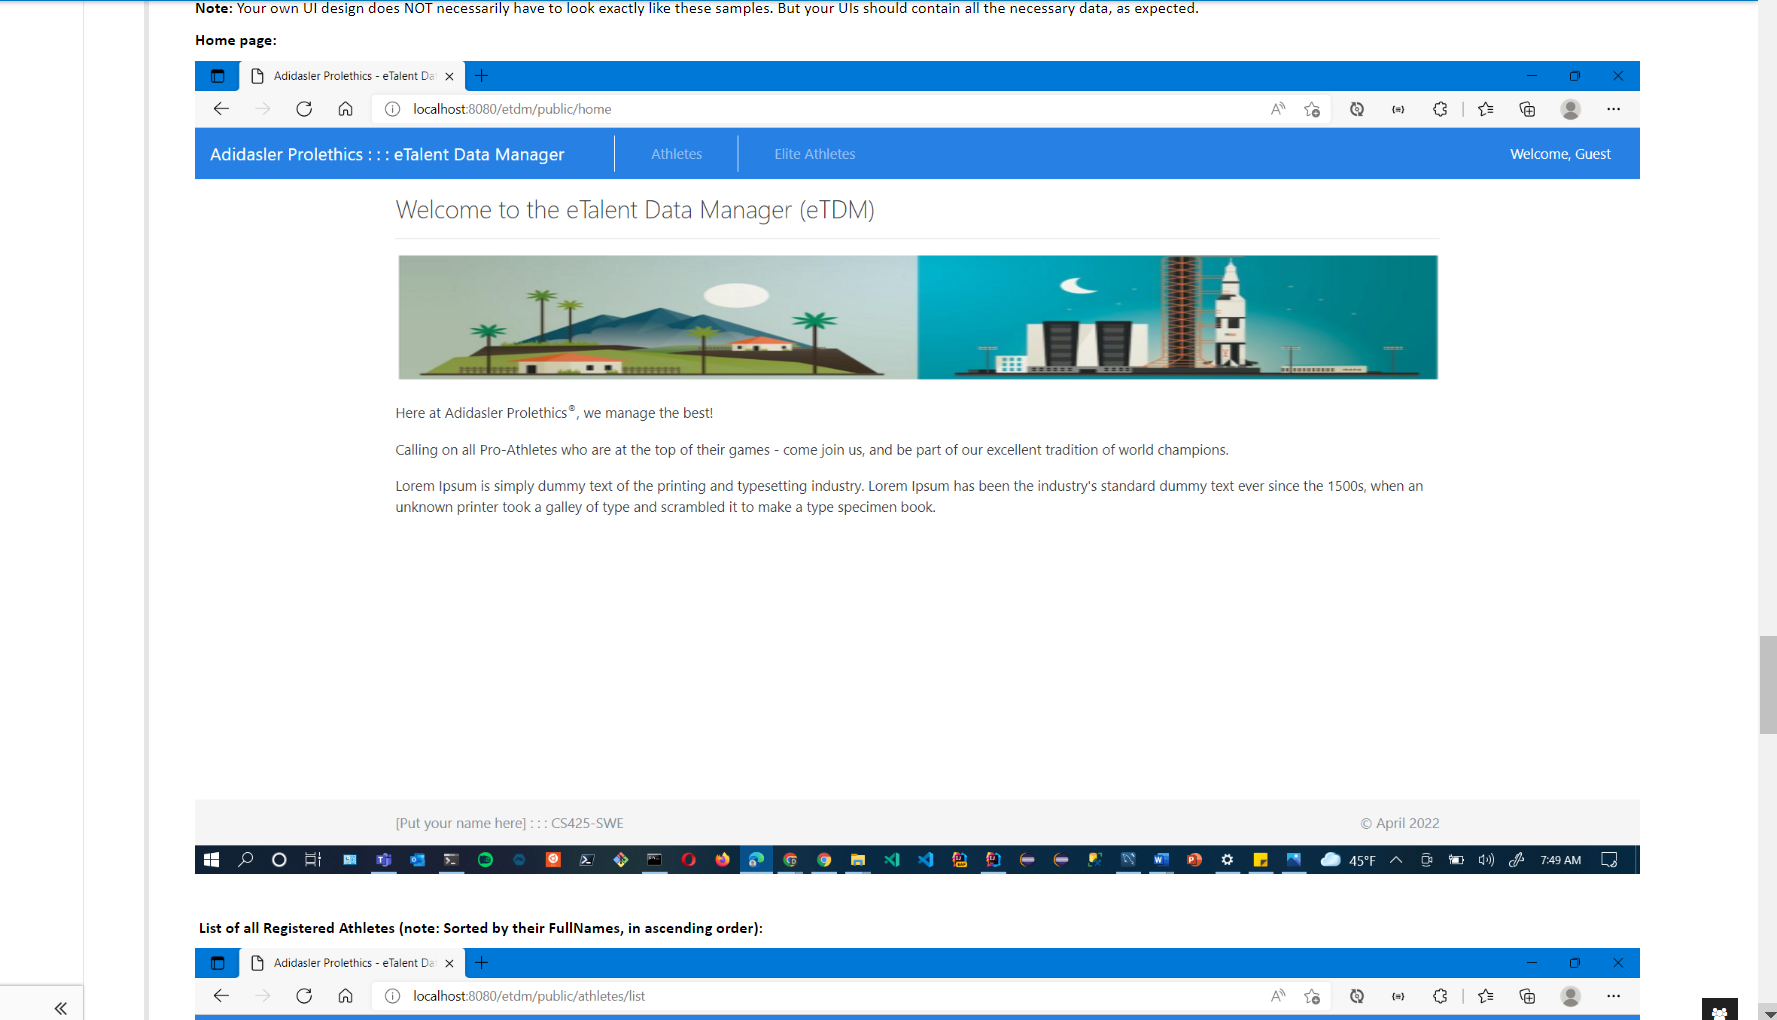 Note: Your own UI design does NOT necessarily have to look exactly like these samples. But your UIs should contain all the necessary data, as expected.
Home page:
Adidasler Prolethics - eTalent Da
localhost:8080/etdm/public/home
Adidasler Prolethics : : : eTalent Data Manager
Athletes
Elite Athletes
Welcome, Guest
Welcome to the eTalent Data Manager (eTDM)
Here at Adidasler Prolethics®, we manage the best!
Calling on all Pro-Athletes who are at the top of their games - come join us, and be part of our excellent tradition of world champions.
Lorem Ipsum is simply dummy text of the printing and typesetting industry. Lorem Ipsum has been the industry's standard dummy text ever since the 1500s, when an
unknown printer took a galley of type and scrambled it to make a type specimen book.
[Put your name here] : : : CS425-SWE
© April 2022
45°F
7:49 AM
List of all Registered Athletes (note: Sorted by their FullNames, in ascending order):
Adidasler Prolethics - eTalent Da
localhost:8080/etdm/public/athletes/list